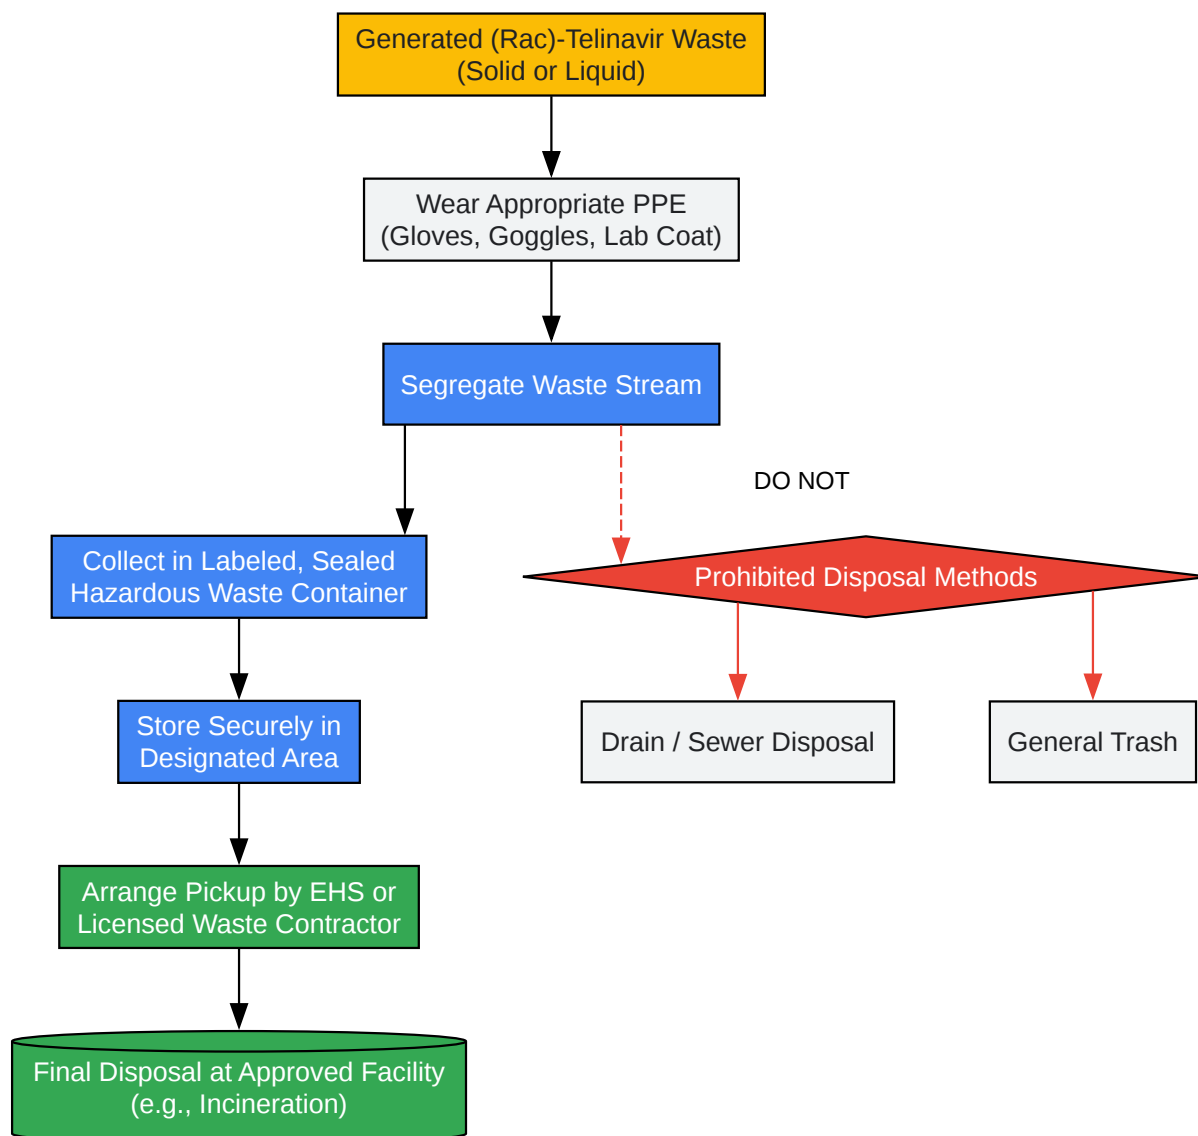 Generated (Rac)-Telinavir Waste
(Solid or Liquid)
Wear Appropriate PPE
(Gloves, Goggles, Lab Coat)
Segregate Waste Stream
DO NOT
Collect in Labeled, Sealed
Hazardous Waste Container
Prohibited Disposal Methods
Store Securely in
Designated Area
Drain / Sewer Disposal
General Trash
Arrange Pickup by EHS or
Licensed Waste Contractor
Final Disposal at Approved Facility
(e.g., Incineration)